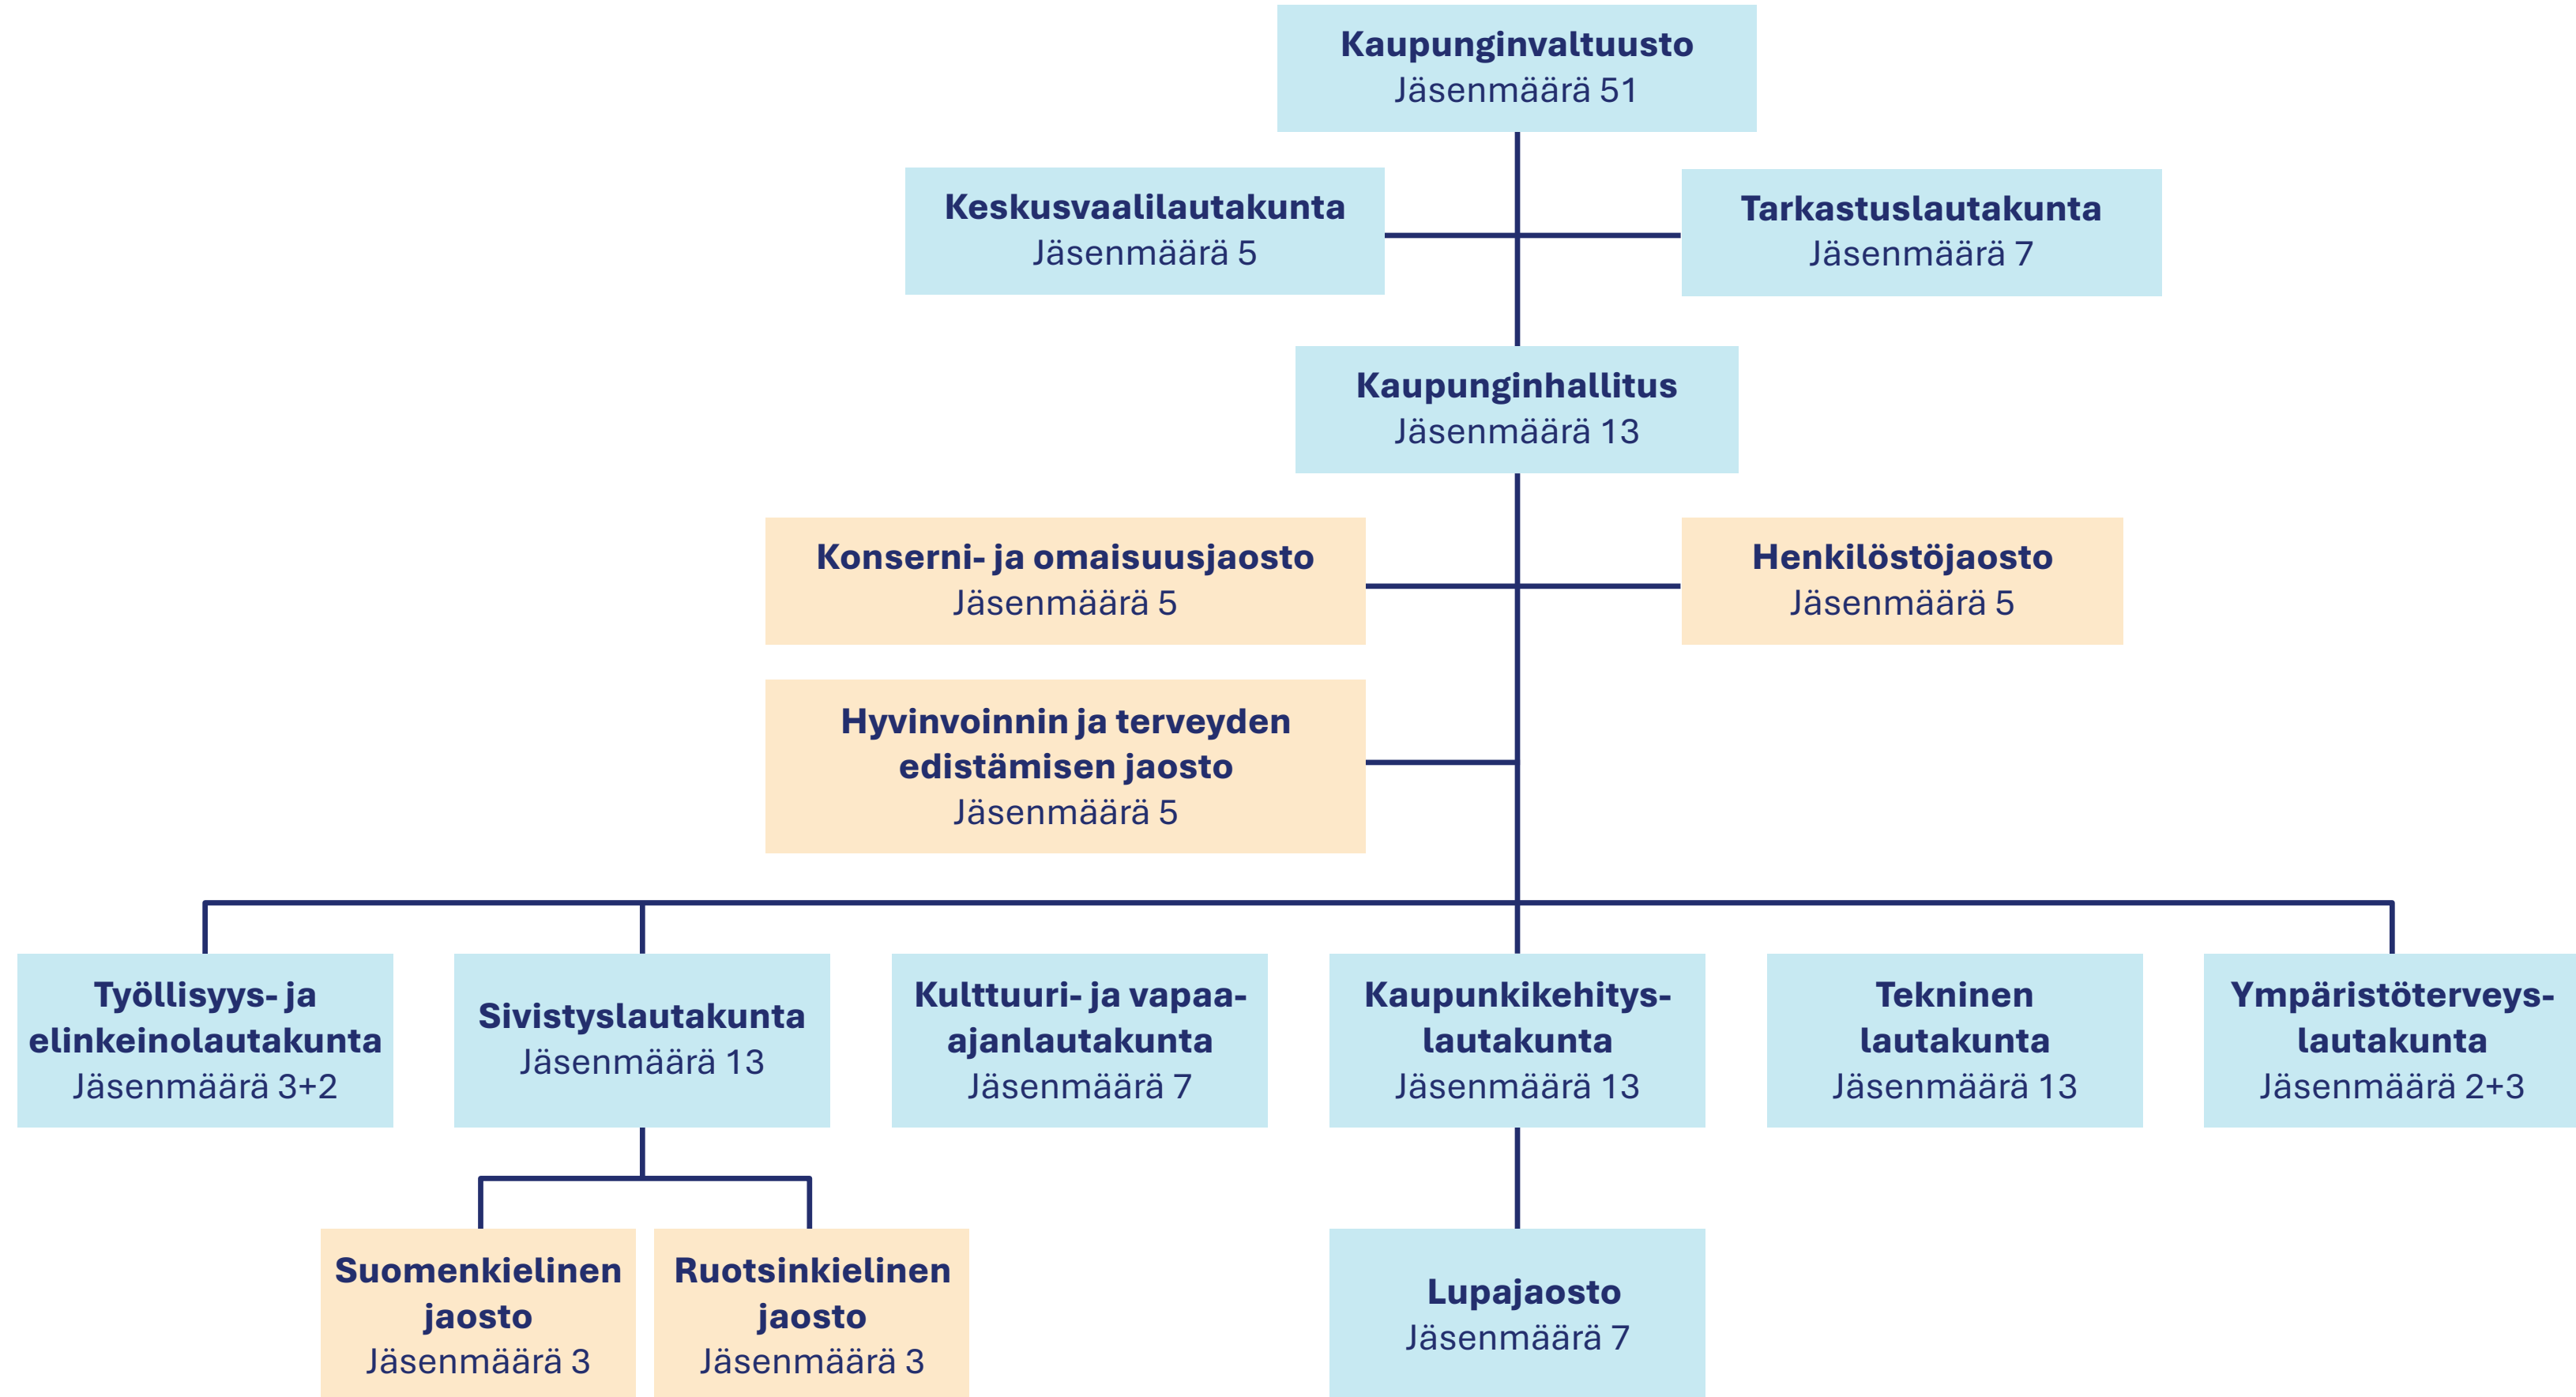 Kaupunginvaltuusto
Jäsenmäärä 51
Keskusvaalilautakunta
Jäsenmäärä 5
Tarkastuslautakunta
Jäsenmäärä 7
Kaupunginhallitus
Jäsenmäärä 13
Konserni- ja omaisuusjaosto
Jäsenmäärä 5
Henkilöstöjaosto
Jäsenmäärä 5
Hyvinvoinnin ja terveyden
edistämisen jaosto
Jäsenmäärä 5
Työllisyys- ja
elinkeinolautakunta
Jäsenmäärä 3+2
Sivistyslautakunta
Jäsenmäärä 13
Kulttuuri- ja vapaa-
ajanlautakunta
Jäsenmäärä 7
Kaupunkikehitys-
lautakunta
Jäsenmäärä 13
Tekninen
lautakunta
Jäsenmäärä 13
Ympäristöterveys-
lautakunta
Jäsenmäärä 2+3
Suomenkielinen
jaosto
Jäsenmäärä 3
Ruotsinkielinen
jaosto
Jäsenmäärä 3
Lupajaosto
Jäsenmäärä 7